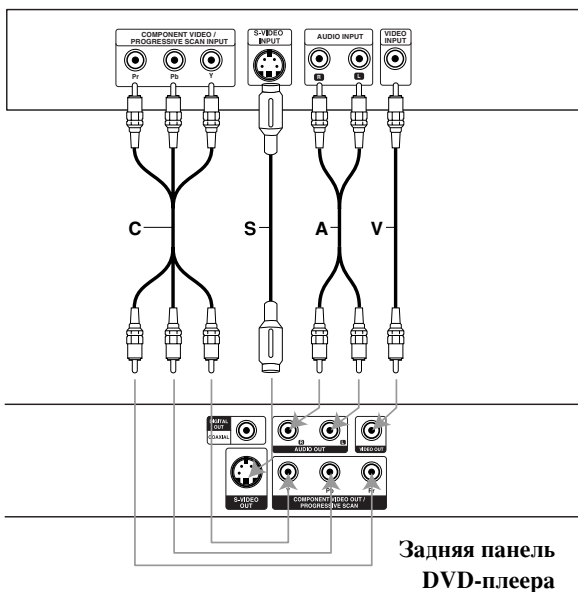 COMPONENT VIDEO /
PROGRESSIVE SCAN INPUT
Pr Pb Y
S-VIDEO
INPUT
AUDIO INPUT
R L
VIDEO
INPUT
C S A V
DIGITAL
OUT
COAXIAL
R L
AUDIO OUT
VIDEO OUT
S-VIDEO
OUT
COMPONENT VIDEO OUT /
PROGRESSIVE SCAN
Задняя панель
DVD-плеера